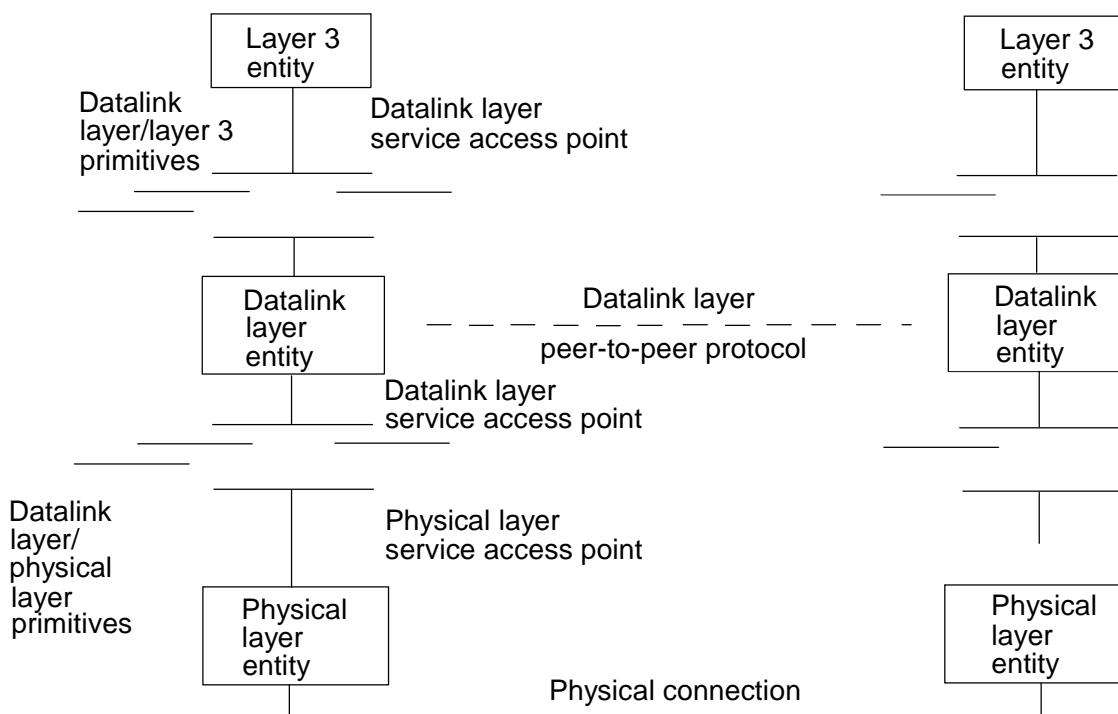 Layer 3
entity
Layer 3
entity
Datalink
layer/layer 3
primitives
Datalink layer
service access point
Datalink
layer
entity
Datalink layer
peer-to-peer protocol
Datalink
layer
entity
Datalink layer
service access point
Datalink
layer/
physical
layer
primitives
Physical layer
service access point
Physical
layer
entity
Physical connection
Physical
layer
entity